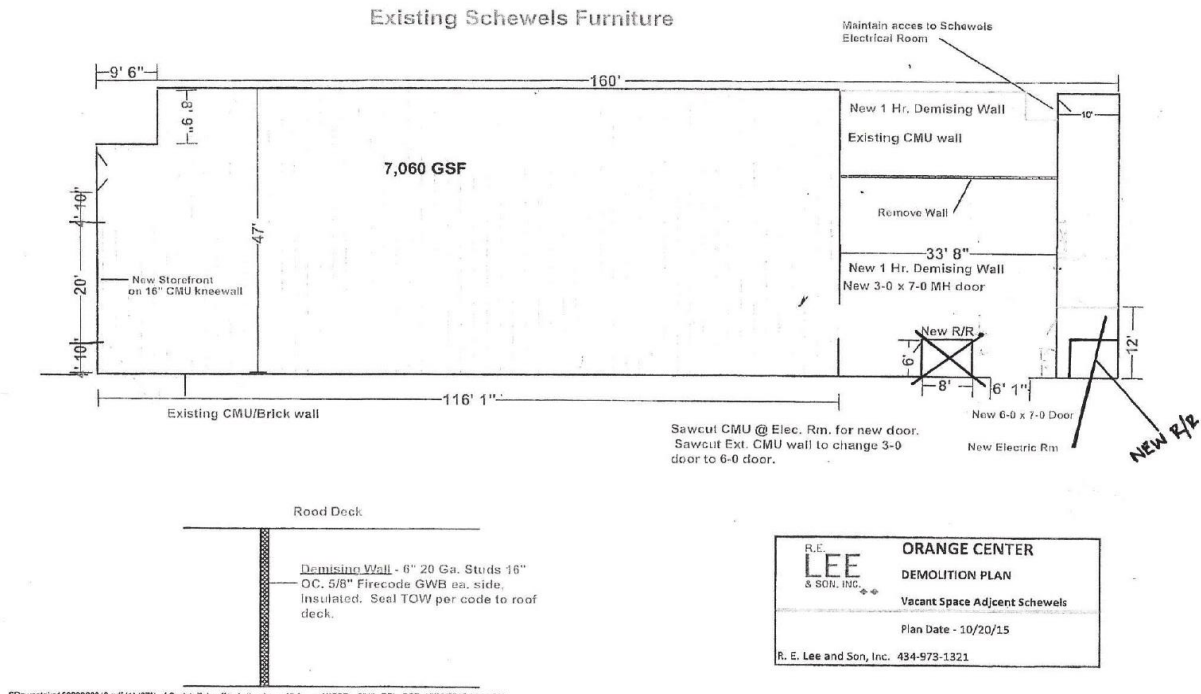 Existing Schewels Furniture
Maintain acces to Schewels
Electrical Room
9' 6"
160'
8' 9"
10'
New 1 Hr. Demising Wall
Existing CMU wall
7,060 GSF
Remove Wall
4' 10"
47'
33' 8"
New 1 Hr. Demising Wall
New 3-0 x 7-0 MH door
20'
New Storefront
on 16" CMU kneewall
New R/R
12'
4' 10"
6'
8'
6' 1"
116' 1"
Existing CMU/Brick wall
New 6-0 x 7-0 Door
NEW R/R
Sawcut CMU @ Elec. Rm. for new door.
Sawcut Ext. CMU wall to change 3-0
door to 6-0 door.
New Electric Rm
Rood Deck
Demising Wall - 6" 20 Ga. Studs 16"
OC. 5/8" Firecode GWB ea. side.
Insulated. Seal TOW per code to roof
deck.
R.E.
LEE
& SON, INC.
ORANGE CENTER
DEMOLITION PLAN
Vacant Space Adjcent Schewels
Plan Date - 10/20/15
R. E. Lee and Son, Inc. 434-973-1321